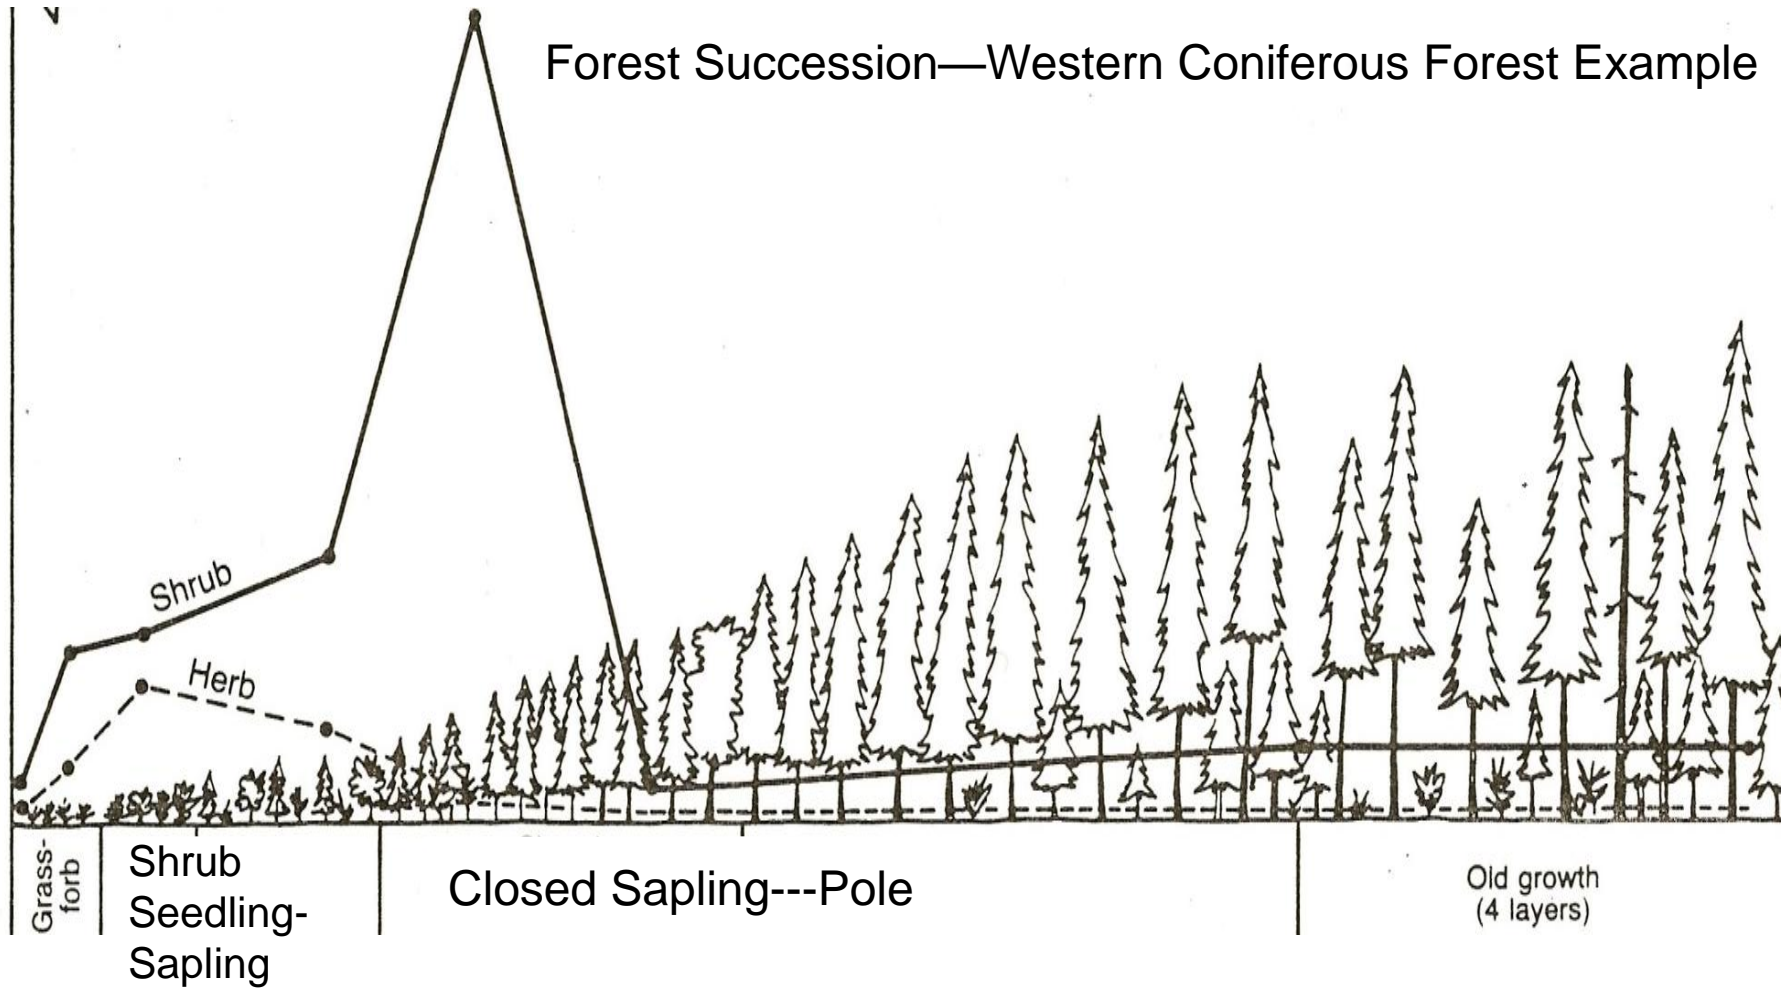 Forest Succession—Western Coniferous Forest Example
Shrub
Herb
Grass-
forb
Shrub
Seedling-
Sapling
Closed Sapling---Pole
Old growth
(4 layers)